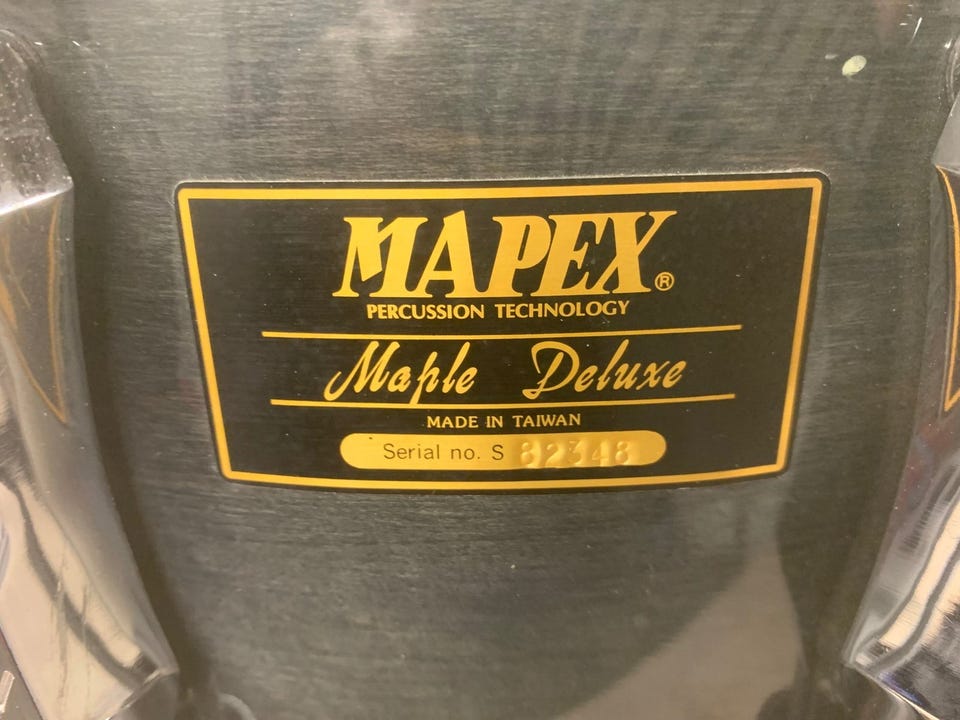 MAPEX®
PERCUSSION TECHNOLOGY
Maple Deluxe
MADE IN TAIWAN
Serial no. S 82348